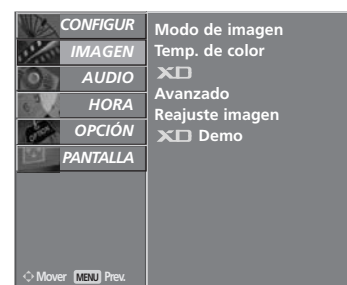 CONFIGUR
IMAGEN
AUDIO
HORA
OPCIÓN
PANTALLA
Modo de imagen
Temp. de color
XD
Avanzado
Reajuste imagen
XD Demo
Mover MENU Prev.